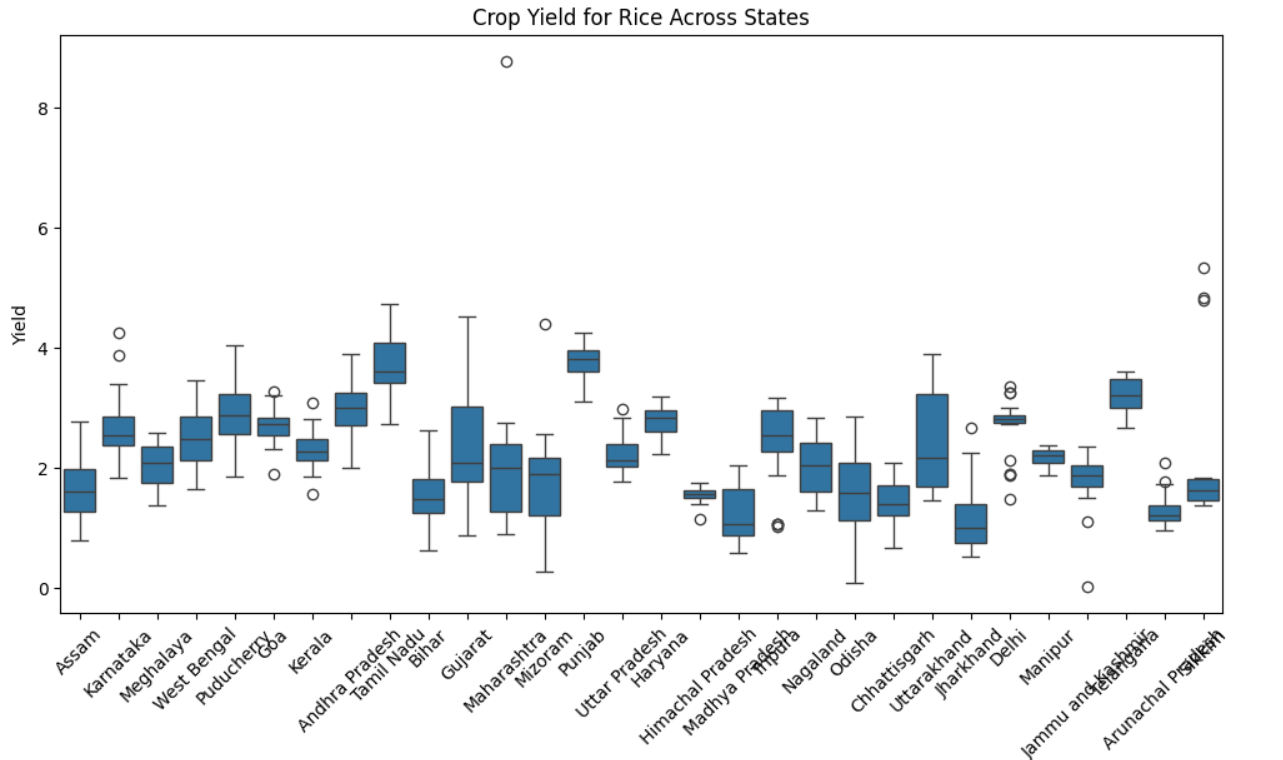 Crop Yield for Rice Across States
Yield
8
6
4
2
0
Assam
Karnataka
Meghalaya
West Bengal
Puducherry
Goa
Kerala
Andhra Pradesh
Tamil Nadu
Bihar
Gujarat
Maharashtra
Mizoram
Punjab
Uttar Pradesh
Haryana
Himachal Pradesh
Madhya Pradesh
Tripura
Nagaland
Odisha
Chhattisgarh
Uttarakhand
Jharkhand
Delhi
Manipur
Jammu and Kashmir
Telangana
Arunachal Pradesh
Sikkim